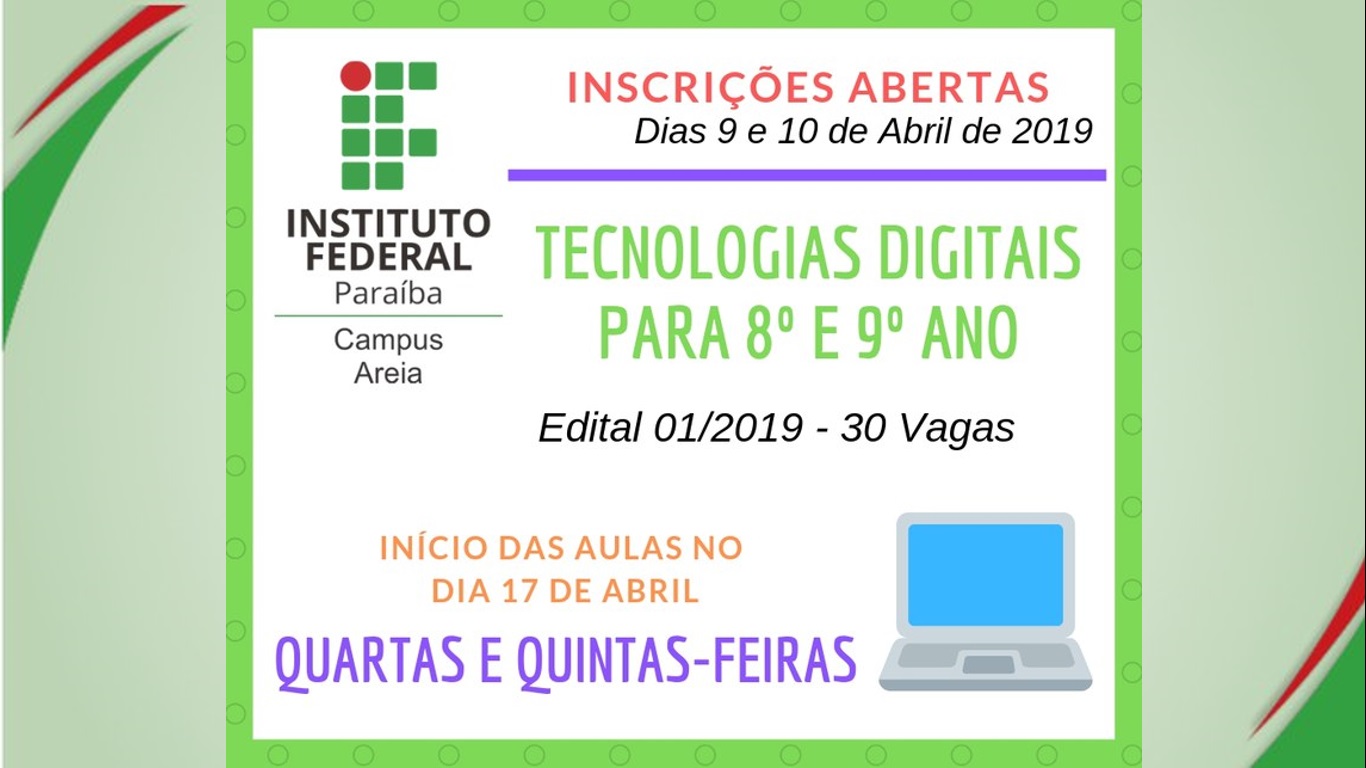 INSTITUTO
FEDERAL
Paraíba
Campus
Areia
INSCRIÇÕES ABERTAS
Dias 9 e 10 de Abril de 2019
TECNOLOGIAS DIGITAIS
PARA 8º E 9º ANO
Edital 01/2019 - 30 Vagas
INÍCIO DAS AULAS NO
DIA 17 DE ABRIL
QUARTAS E QUINTAS-FEIRAS